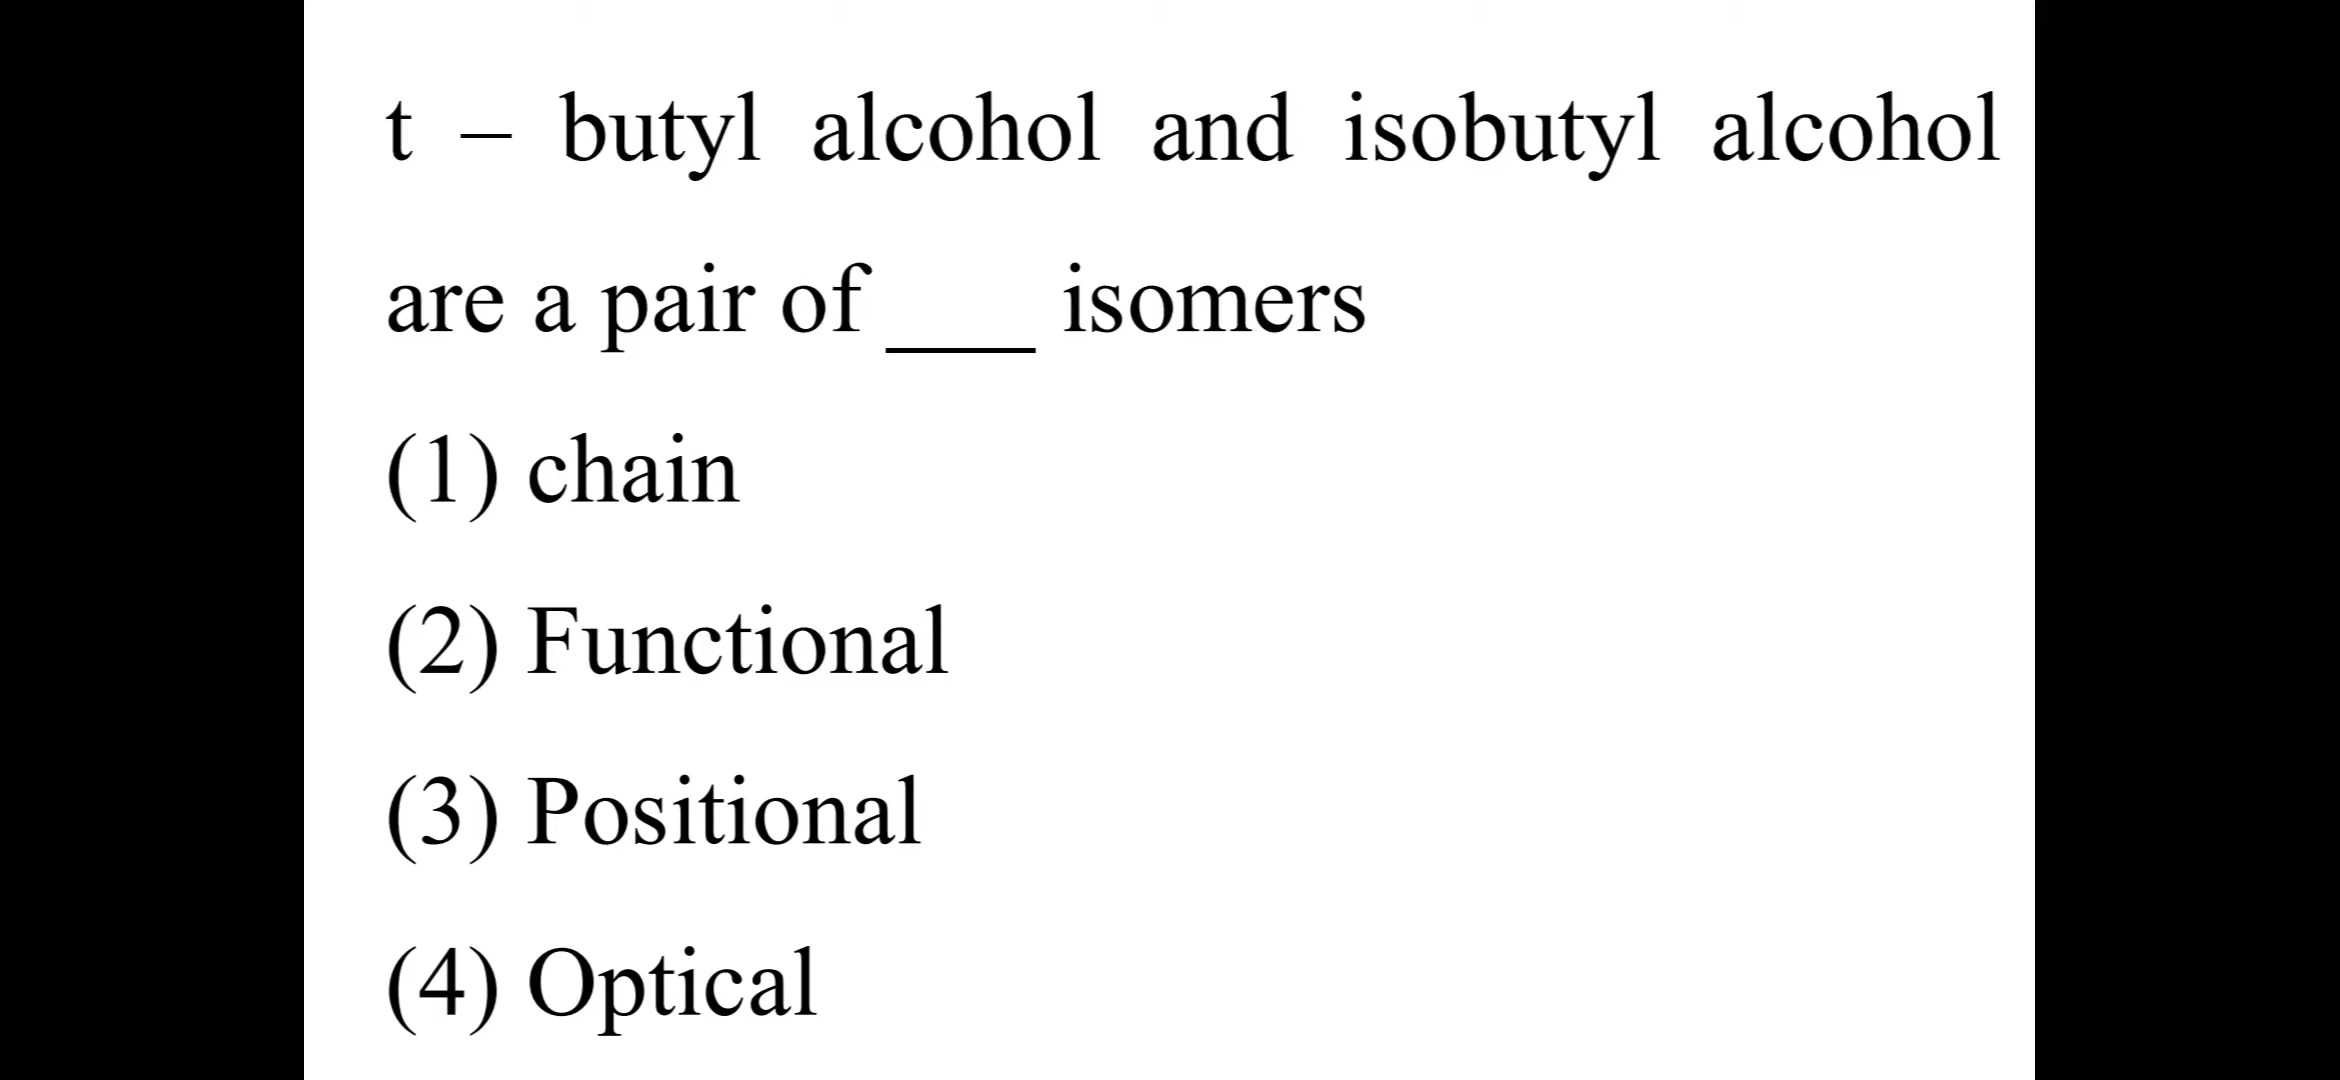 t – butyl alcohol and isobutyl alcohol
are a pair of ___ isomers
(1) chain
(2) Functional
(3) Positional
(4) Optical